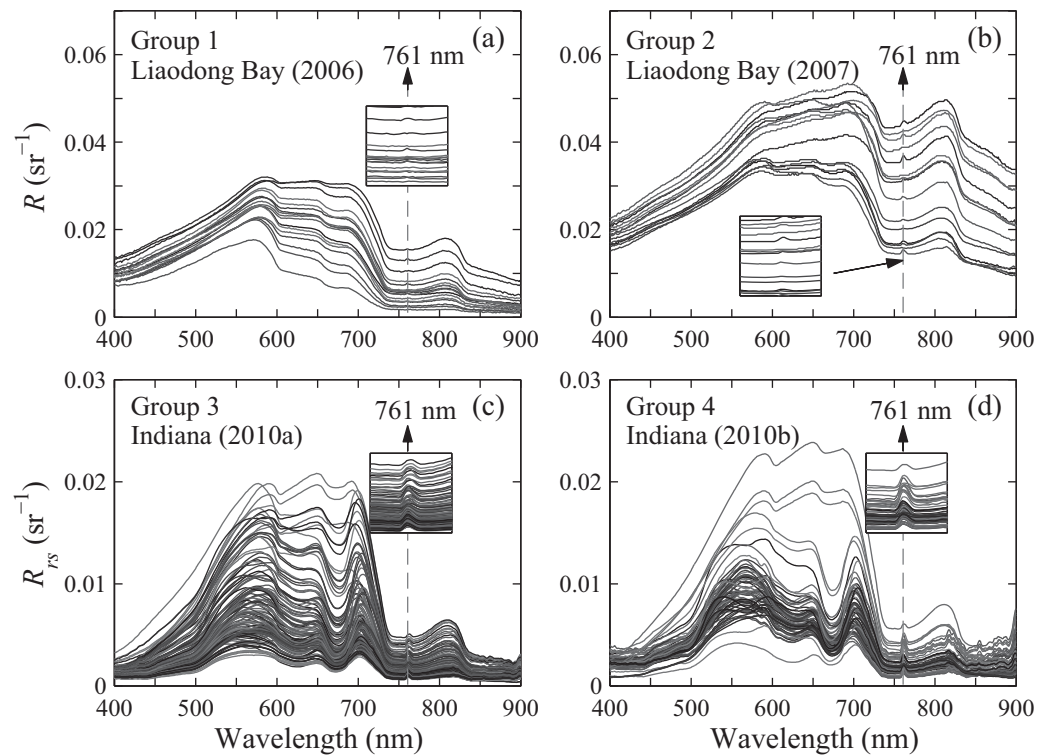 Group 1
Liaodong Bay (2006)
(a)
761 nm
0.06
0.04
0.02
0
R (sr⁻¹)
400 500 600 700 800 900
Group 2
Liaodong Bay (2007)
(b)
761 nm
0.06
0.04
0.02
0
400 500 600 700 800 900
Group 3
Indiana (2010a)
(c)
761 nm
0.03
0.02
0.01
0
Rrs (sr⁻¹)
400 500 600 700 800 900
Wavelength (nm)
Group 4
Indiana (2010b)
(d)
761 nm
0.03
0.02
0.01
0
400 500 600 700 800 900
Wavelength (nm)